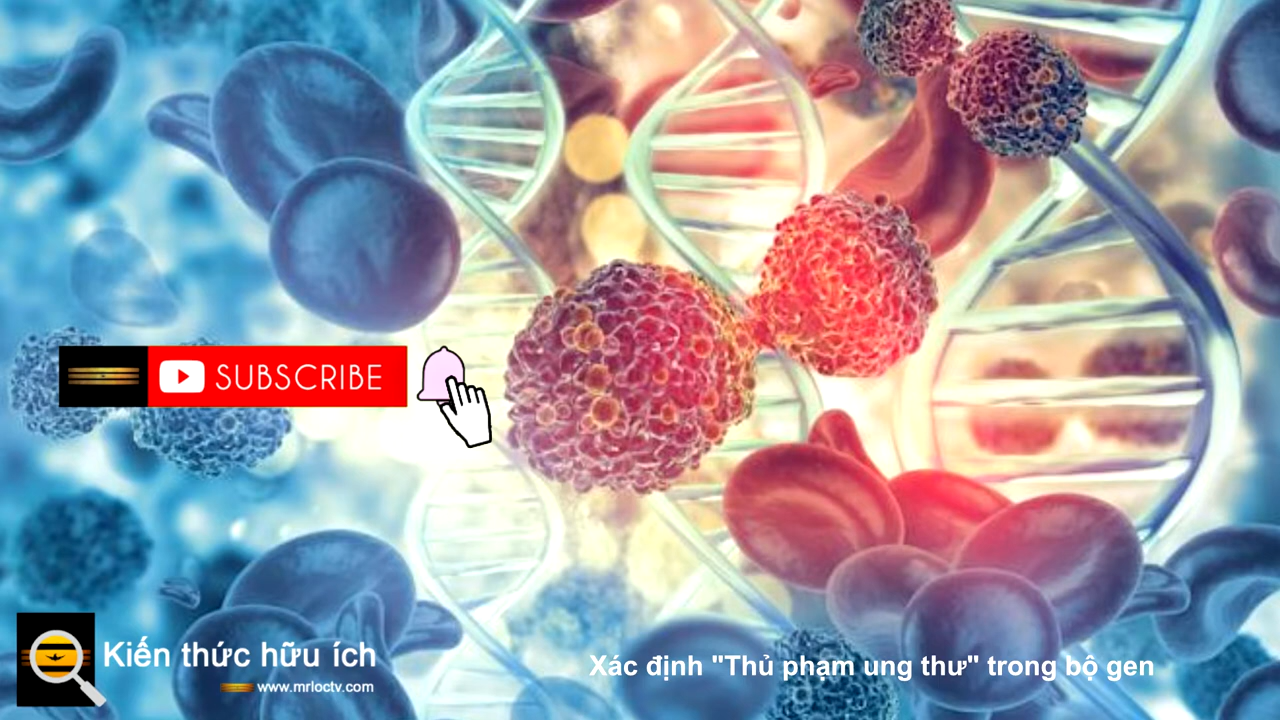 SUBSCRIBE
Kiến thức hữu ích
www.mrloctv.com
Xác định "Thủ phạm ung thư" trong bộ gen